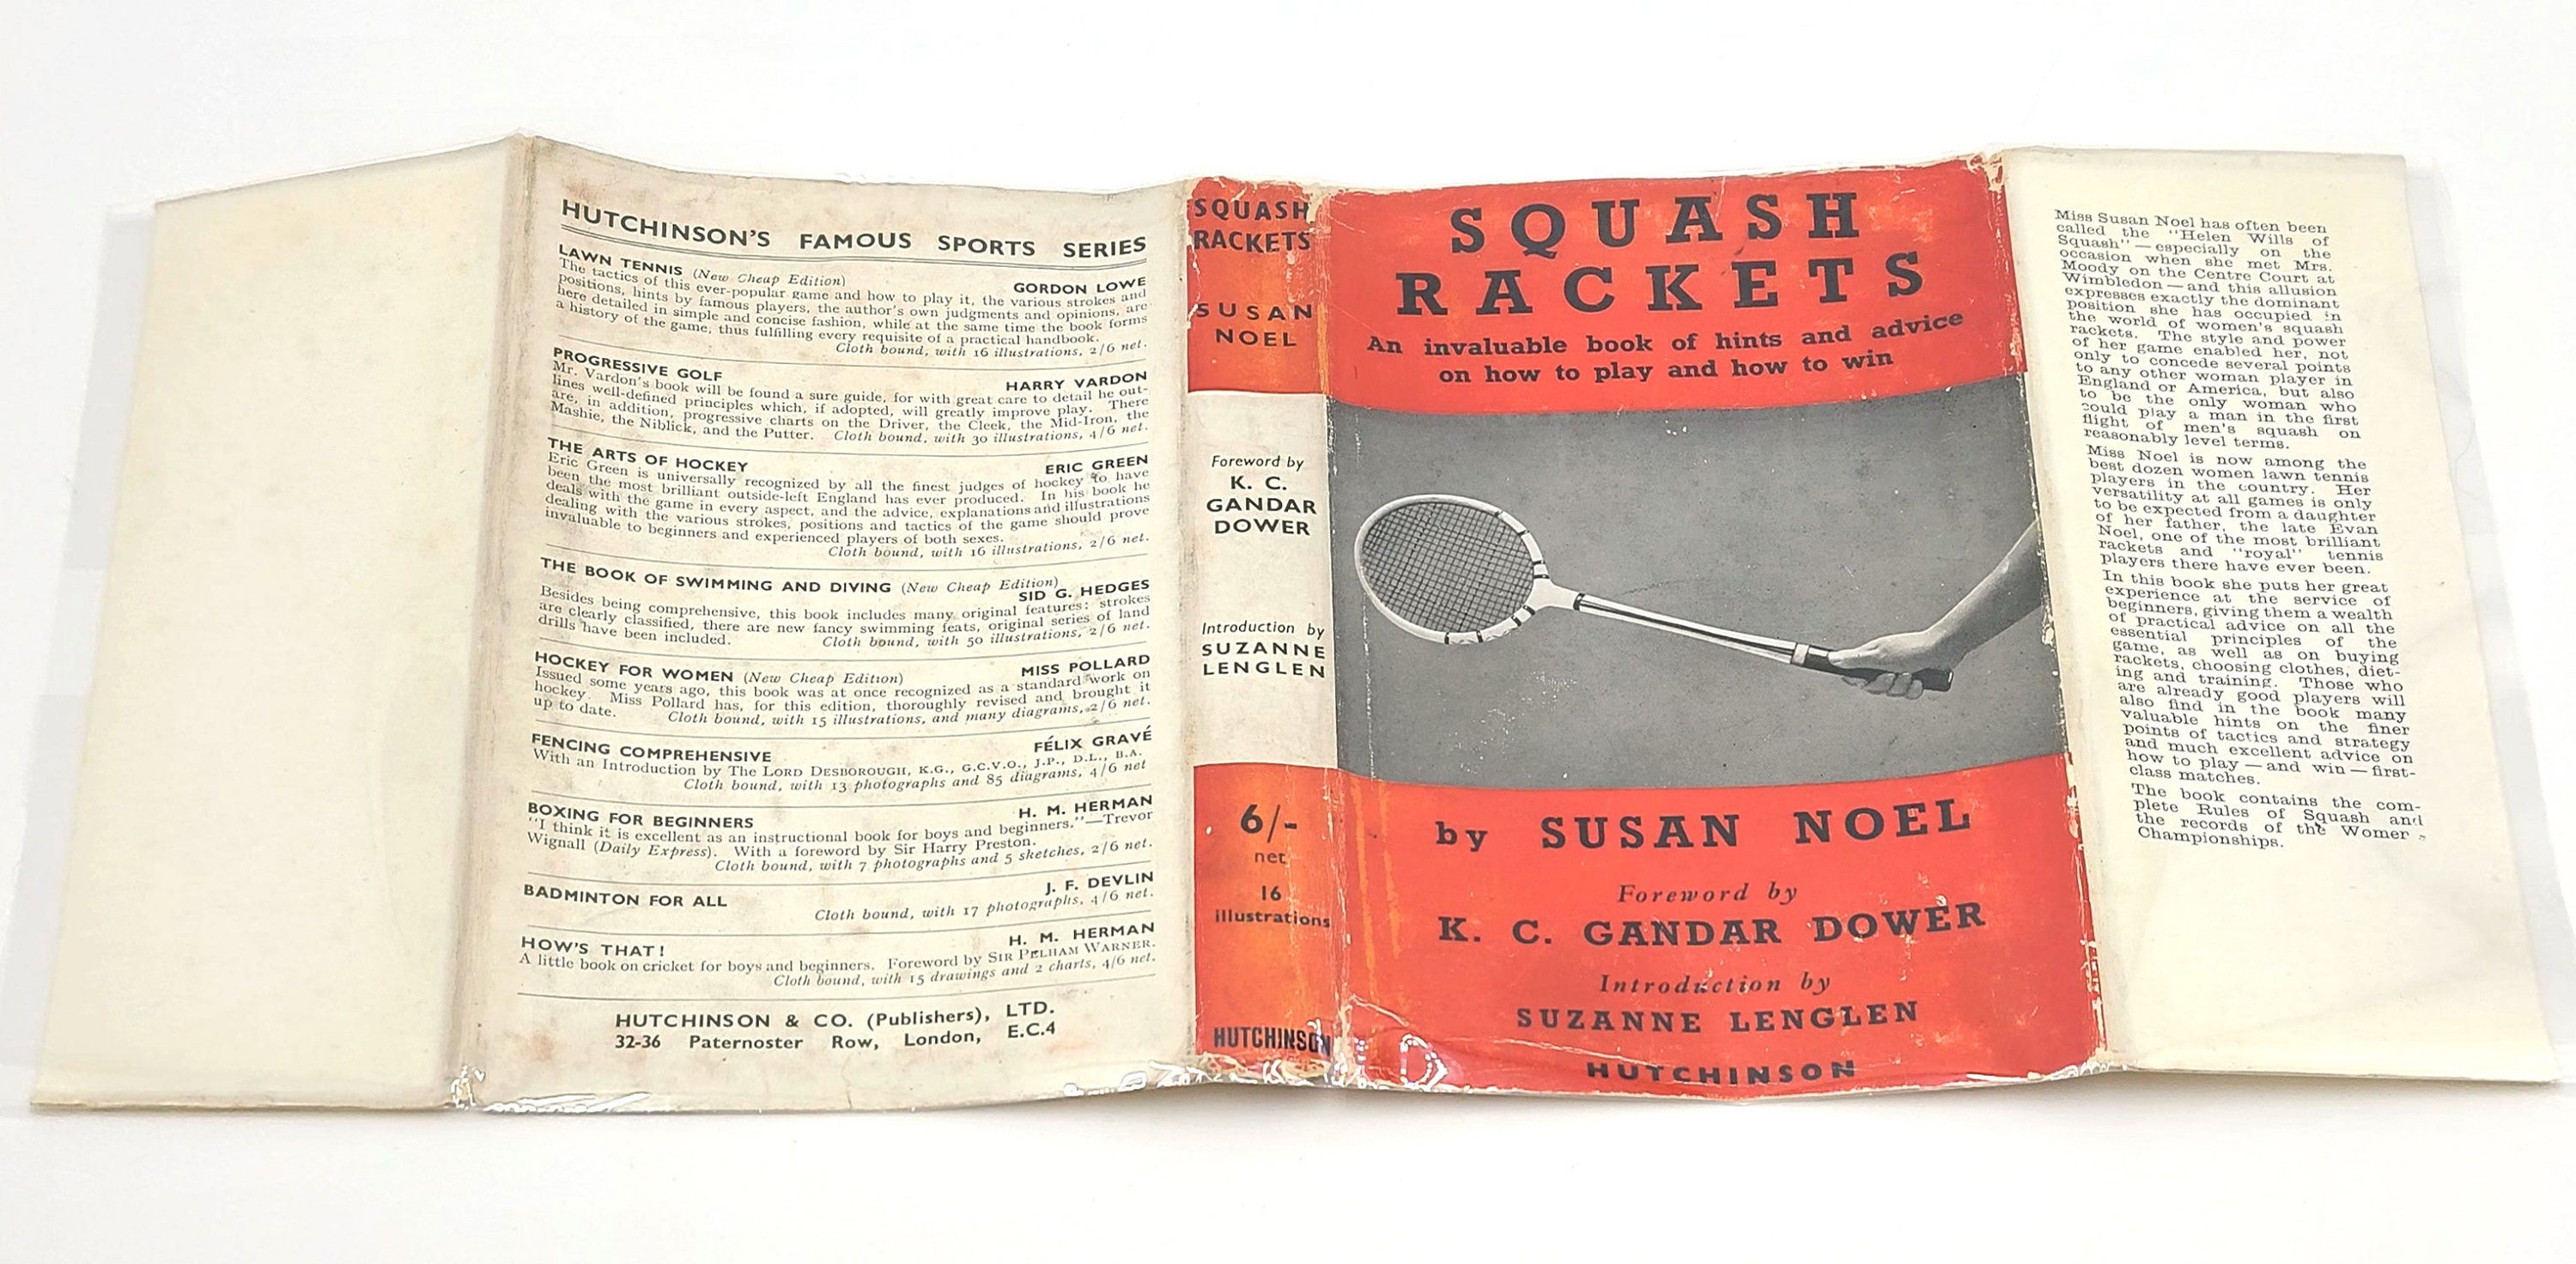 HUTCHINSON'S FAMOUS SPORTS SERIES
LAWN TENNIS (New Cheap Edition)
GORDON LOWE
The tactics of this ever-popular game and how to play it, the various strokes and
positions, hints by famous players, the author's own judgments and opinions, are
here detailed in simple and concise fashion, while at the same time the book forms
a history of the game, thus fulfilling every requisite of a practical handbook.
Cloth bound, with 16 illustrations, 2/6 net.
PROGRESSIVE GOLF
HARRY VARDON
Mr. Vardon's book will be found a sure guide, for with great care to detail he out-
lines well-defined principles which, if adopted, will greatly improve play. There
are, in addition, progressive charts on the Driver, the Cleek, the Mid-Iron, the
Mashie, the Niblick, and the Putter. Cloth bound, with 30 illustrations, 4/6 net.
THE ARTS OF HOCKEY
ERIC GREEN
Eric Green is universally recognized by all the finest judges of hockey to have
been the most brilliant outside-left England has ever produced. In his book he
deals with the game in every aspect, and the advice, explanations and illustrations
dealing with the various strokes, positions and tactics of the game should prove
invaluable to beginners and experienced players of both sexes.
Cloth bound, with 16 illustrations, 2/6 net.
THE BOOK OF SWIMMING AND DIVING (New Cheap Edition)
SID G. HEDGES
Besides being comprehensive, this book includes many original features: strokes
are clearly classified, there are new fancy swimming feats, original series of land
drills have been included. Cloth bound, with 50 illustrations, 2/6 net.
HOCKEY FOR WOMEN (New Cheap Edition)
MISS POLLARD
Issued some years ago, this book was at once recognized as a standard work on
hockey. Miss Pollard has, for this edition, thoroughly revised and brought it
up to date. Cloth bound, with 15 illustrations, and many diagrams, 2/6 net.
FENCING COMPREHENSIVE
FÉLIX GRAVÉ
With an Introduction by The LORD DESBOROUGH, K.G., G.C.V.O., J.P., D.L., B.A.
Cloth bound, with 13 photographs and 85 diagrams, 4/6 net
BOXING FOR BEGINNERS
H. M. HERMAN
"I think it is excellent as an instructional book for boys and beginners."—Trevor
Wignall (Daily Express). With a foreword by Sir Harry Preston.
Cloth bound, with 7 photographs and 5 sketches, 2/6 net.
BADMINTON FOR ALL
J. F. DEVLIN
Cloth bound, with 17 photographs, 4/6 net.
HOW'S THAT!
H. M. HERMAN
A little book on cricket for boys and beginners. Foreword by SIR PELHAM WARNER.
Cloth bound, with 15 drawings and 2 charts, 4/6 net.
HUTCHINSON & CO. (Publishers), LTD.
32-36 Paternoster Row, London, E.C.4
SQUASH
RACKETS
SUSAN
NOEL
Foreword by
K. C.
GANDAR
DOWER
Introduction by
SUZANNE
LENGLEN
6/-
net
16
illustrations
HUTCHINSON
SQUASH
RACKETS
An invaluable book of hints and advice
on how to play and how to win
by SUSAN NOEL
Foreword by
K. C. GANDAR DOWER
Introduction by
SUZANNE LENGLEN
HUTCHINSON
Miss Susan Noel has often been
called the "Helen Wills of
Squash"—especially on the
occasion when she met Mrs.
Moody on the Centre Court at
Wimbledon—and this allusion
expresses exactly the dominant
position she has occupied in
the world of women's squash
rackets. The style and power
of her game enabled her, not
only to concede several points
to any other woman player in
England or America, but also
to be the only woman who
could play a man in the first
flight of men's squash on
reasonably level terms.
Miss Noel is now among the
best dozen women lawn tennis
players in the country. Her
versatility at all games is only
to be expected from a daughter
of her father, the late Evan
Noel, one of the most brilliant
rackets and "royal" tennis
players there have ever been.
In this book she puts her great
experience at the service of
beginners, giving them a wealth
of practical advice on all the
essential principles of the
game, as well as on buying
rackets, choosing clothes, diet-
ing and training. Those who
are already good players will
also find in the book many
valuable hints on the finer
points of tactics and strategy
and much excellent advice on
how to play—and win—first-
class matches.
The book contains the com-
plete Rules of Squash and
the records of the
Championships.